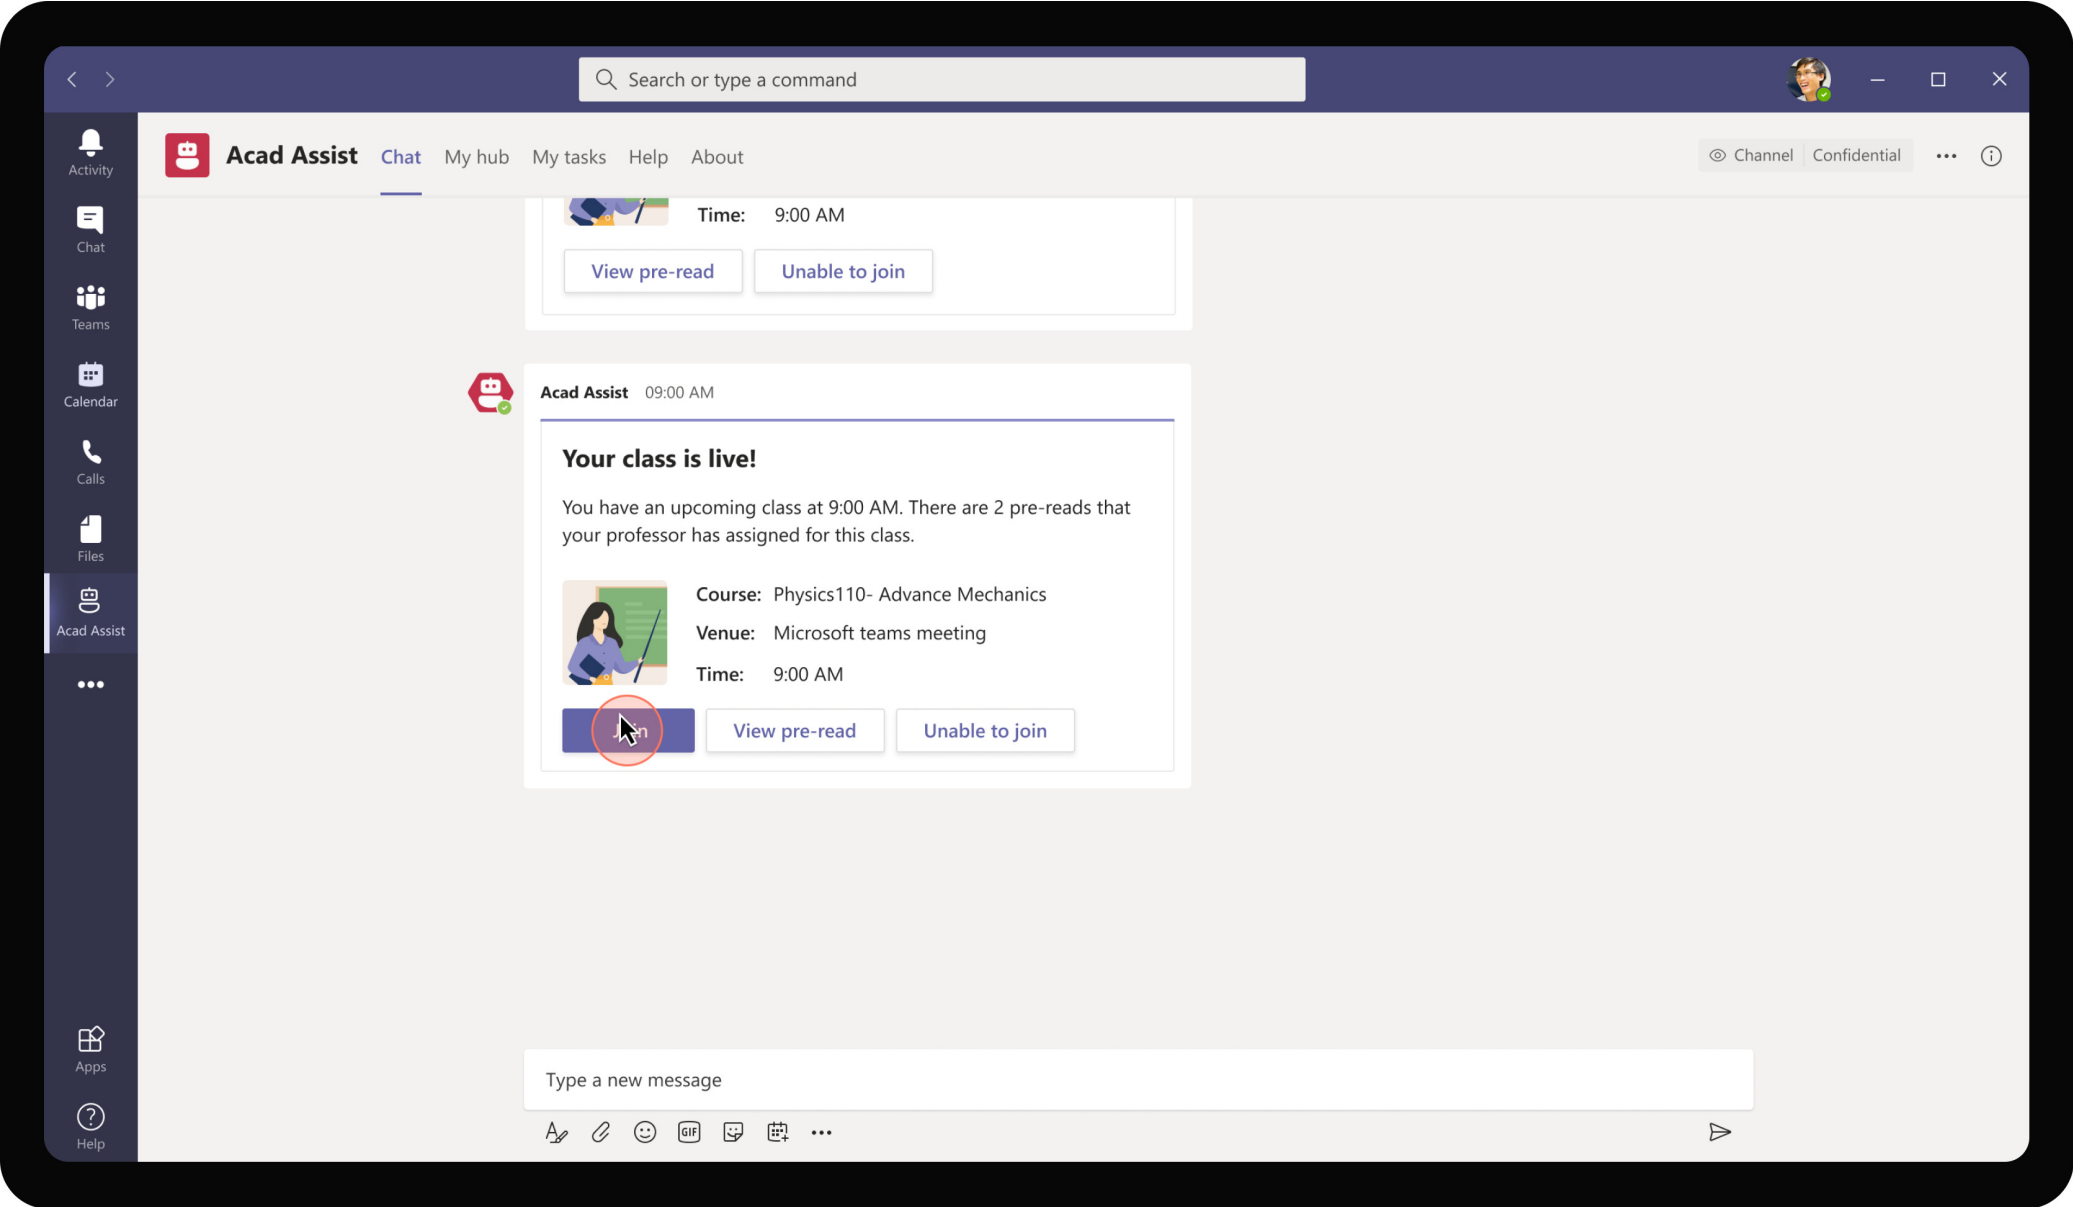 Search or type a command
Activity
Chat
Teams
Calendar
Calls
Files
Acad Assist
Apps
Help
Acad Assist Chat My hub My tasks Help About
Channel Confidential
Time: 9:00 AM
View pre-read Unable to join
Acad Assist 09:00 AM
Your class is live!
You have an upcoming class at 9:00 AM. There are 2 pre-reads that
your professor has assigned for this class.
Course: Physics110- Advance Mechanics
Venue: Microsoft teams meeting
Time: 9:00 AM
Join View pre-read Unable to join
Type a new message
GIF